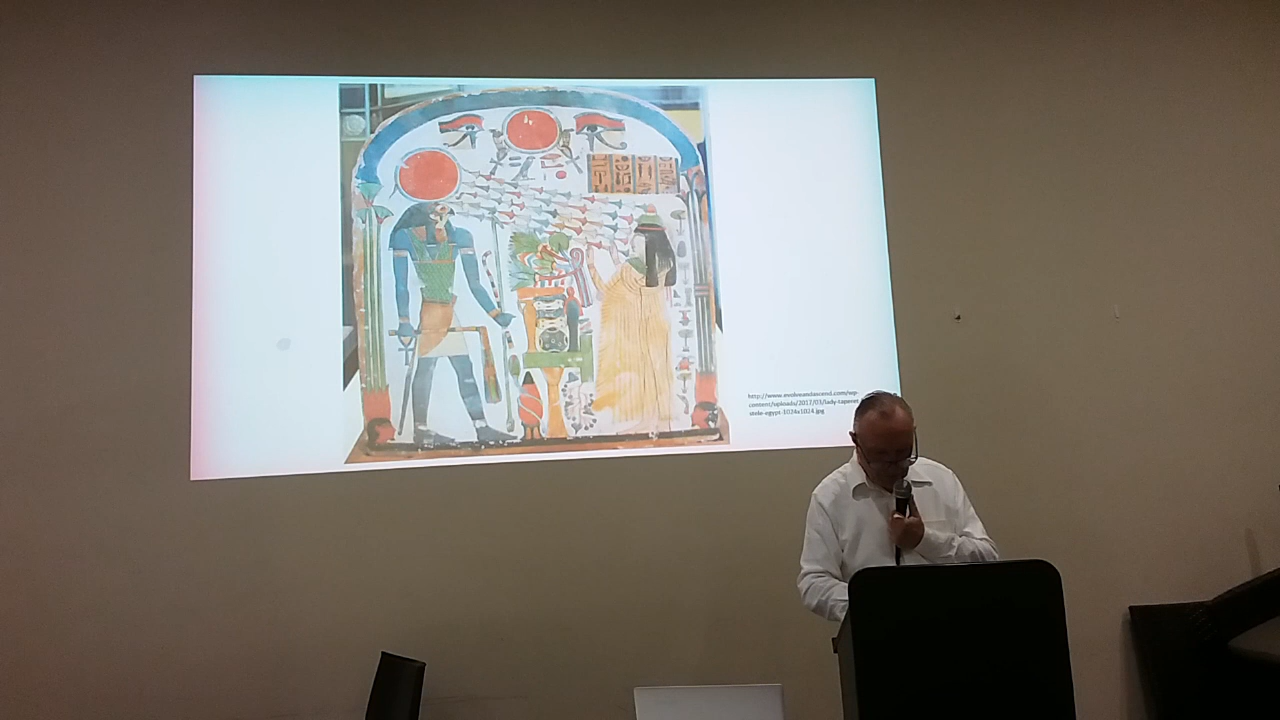 http://www.evolveandascend.com/wp-
content/uploads/2017/03/lady-taperet
stele-egypt-1024x1024.jpg